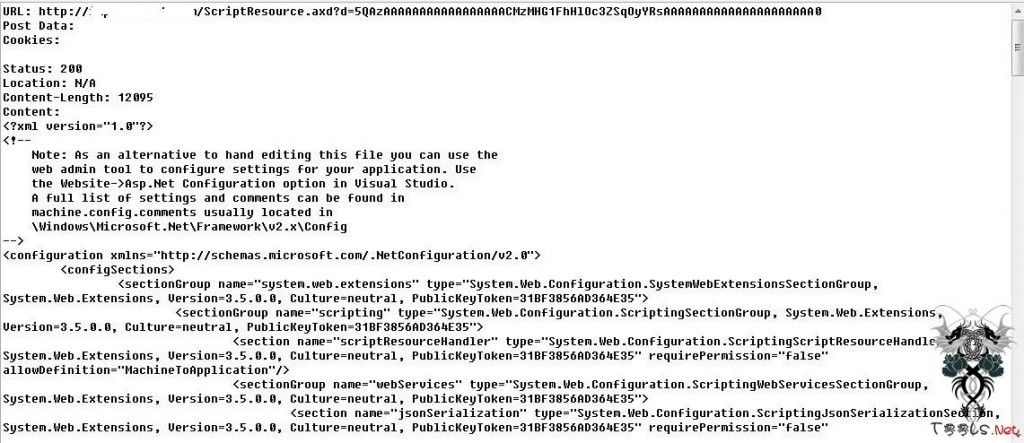 URL: http://
/ScriptResource.axd?d=5QAzAAAAAAAAAAAAAAAAAACMzMHG1FhHl0c3ZSqOyYRsAAAAAAAAAAAAAAAAAAAAAA0
Post Data:
Cookies:
Status: 200
Location: N/A
Content-Length: 12095
Content:
<?xml version="1.0"?>
<!--
Note: As an alternative to hand editing this file you can use the
web admin tool to configure settings for your application. Use
the Website->Asp.Net Configuration option in Visual Studio.
A full list of settings and comments can be found in
machine.config.comments usually located in
\Windows\Microsoft.Net\Framework\v2.x\Config
-->
<configuration xmlns="http://schemas.microsoft.com/.NetConfiguration/v2.0">
<configSections>
<sectionGroup name="system.web.extensions" type="System.Web.Configuration.SystemWebExtensionsSectionGroup,
System.Web.Extensions, Version=3.5.0.0, Culture=neutral, PublicKeyToken=31BF3856AD364E35">
<sectionGroup name="scripting" type="System.Web.Configuration.ScriptingSectionGroup, System.Web.Extensions,
Version=3.5.0.0, Culture=neutral, PublicKeyToken=31BF3856AD364E35">
<section name="scriptResourceHandler" type="System.Web.Configuration.ScriptingScriptResourceHandle
System.Web.Extensions, Version=3.5.0.0, Culture=neutral, PublicKeyToken=31BF3856AD364E35" requirePermission="false"
allowDefinition="MachineToApplication"/>
<sectionGroup name="webServices" type="System.Web.Configuration.ScriptingWebServicesSectionGroup,
System.Web.Extensions, Version=3.5.0.0, Culture=neutral, PublicKeyToken=31BF3856AD364E35">
<section name="jsonSerialization" type="System.Web.Configuration.ScriptingJsonSerializationSection,
System.Web.Extensions, Version=3.5.0.0, Culture=neutral, PublicKeyToken=31BF3856AD364E35" requirePermission="false"
T00LS.Net